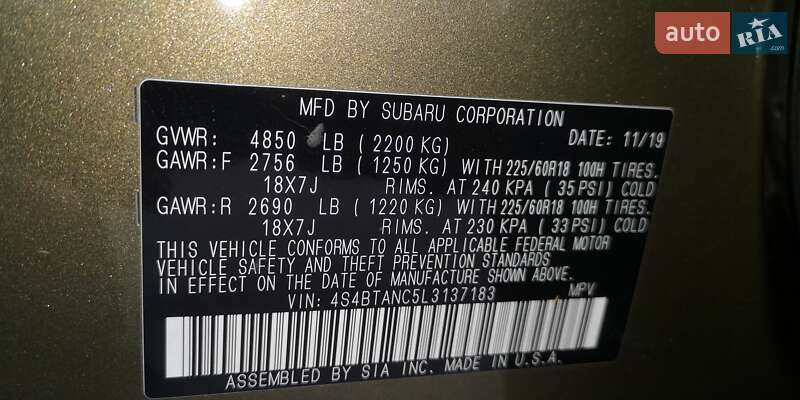 auto RIA.com
MFD BY SUBARU CORPORATION
GVWR: 4850 LB (2200 KG) DATE: 11/19
GAWR:F 2756 LB (1250 KG) WITH 225/60R18 100H TIRES.
18X7J RIMS. AT 240 KPA (35 PSI) COLD
GAWR:R 2690 LB (1220 KG) WITH 225/60R18 100H TIRES.
18X7J RIMS. AT 230 KPA (33 PSI) COLD
THIS VEHICLE CONFORMS TO ALL APPLICABLE FEDERAL MOTOR
VEHICLE SAFETY AND THEFT PREVENTION STANDARDS
IN EFFECT ON THE DATE OF MANUFACTURE SHOWN ABOVE.
VIN: 4S4BTANC5L3137183 MPV
ASSEMBLED BY SIA INC. MADE IN U.S.A.